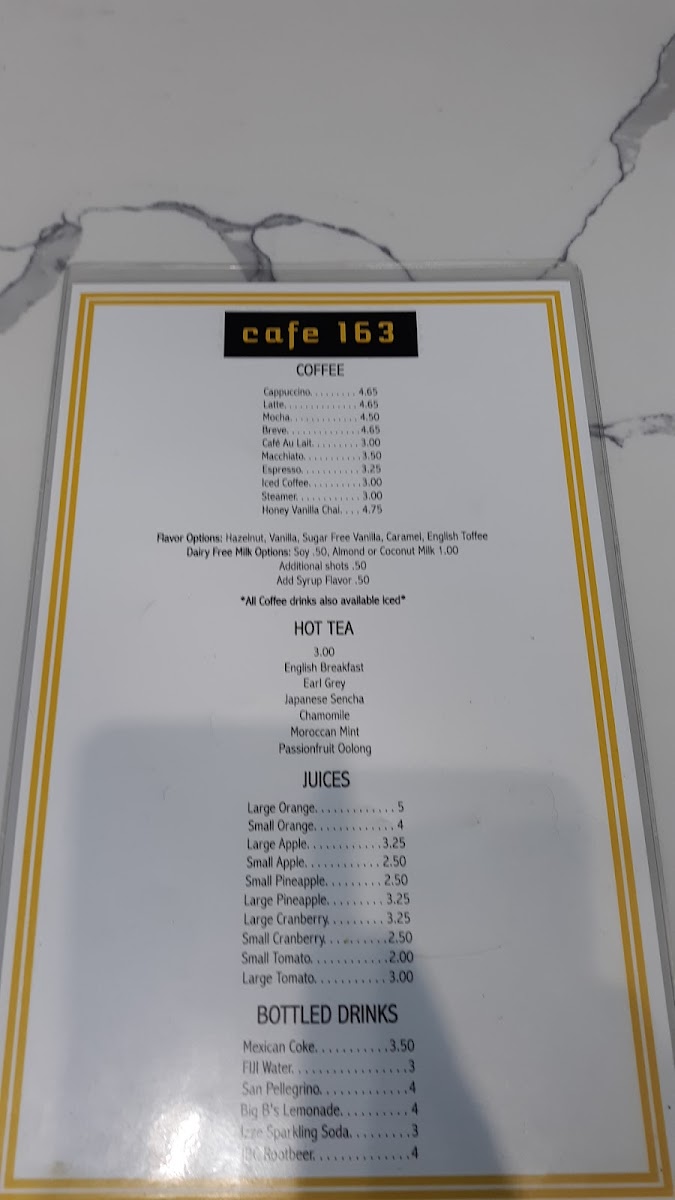 cafe 163
COFFEE
Cappuccino. . . . . . . . . 4.65
Latte. . . . . . . . . . . . . . 4.65
Mocha. . . . . . . . . . . . . 4.50
Breve. . . . . . . . . . . . . . 4.65
Café Au Lait. . . . . . . . . 3.00
Macchiato. . . . . . . . . . . 3.50
Espresso. . . . . . . . . . . . 3.25
Iced Coffee. . . . . . . . . . 3.00
Steamer. . . . . . . . . . . . 3.00
Honey Vanilla Chai. . . . 4.75
Flavor Options: Hazelnut, Vanilla, Sugar Free Vanilla, Caramel, English Toffee
Dairy Free Milk Options: Soy .50, Almond or Coconut Milk 1.00
Additional shots .50
Add Syrup Flavor .50
*All Coffee drinks also available Iced*
HOT TEA
3.00
English Breakfast
Earl Grey
Japanese Sencha
Chamomile
Moroccan Mint
Passionfruit Oolong
JUICES
Large Orange. . . . . . . . . . . . . 5
Small Orange. . . . . . . . . . . . . 4
Large Apple. . . . . . . . . . . . 3.25
Small Apple. . . . . . . . . . . . 2.50
Small Pineapple. . . . . . . . . 2.50
Large Pineapple. . . . . . . . . 3.25
Large Cranberry. . . . . . . . . 3.25
Small Cranberry. . . . . . . . . 2.50
Small Tomato. . . . . . . . . . . 2.00
Large Tomato. . . . . . . . . . . 3.00
BOTTLED DRINKS
Mexican Coke. . . . . . . . . . . 3.50
FIJI Water. . . . . . . . . . . . . . . . 3
San Pellegrino. . . . . . . . . . . . . 4
Big B's Lemonade. . . . . . . . . . 4
Izze Sparkling Soda. . . . . . . . . 3
IBC Rootbeer. . . . . . . . . . . . . 4